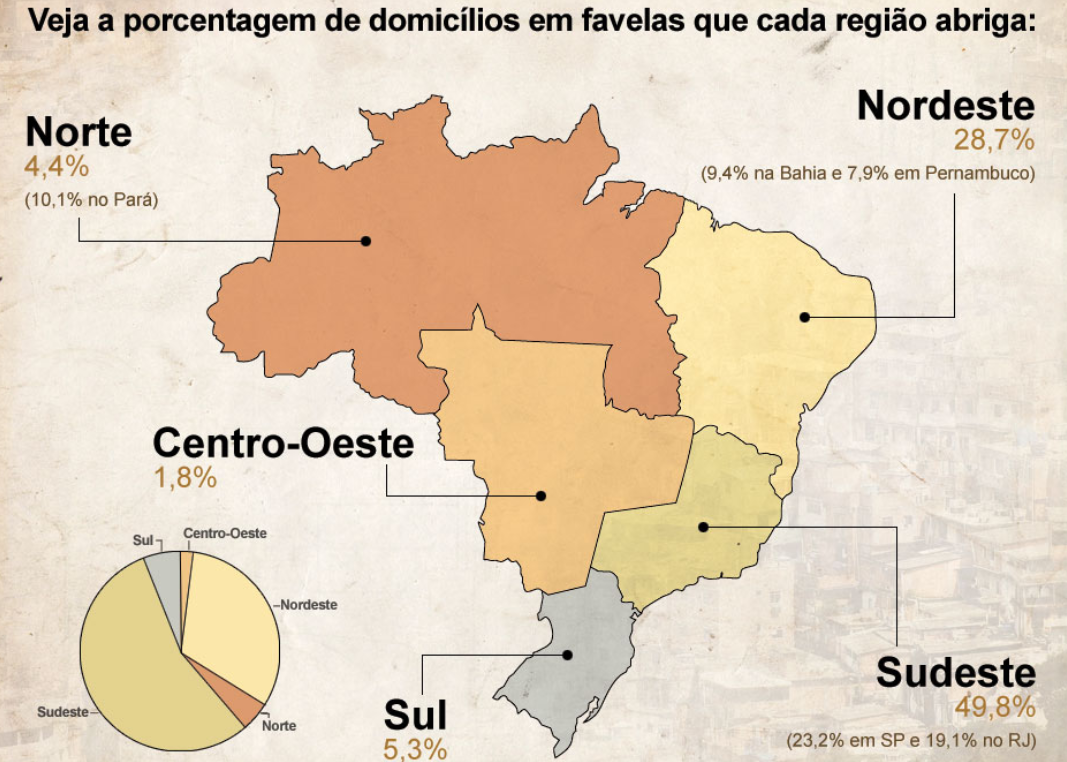 Veja a porcentagem de domicílios em favelas que cada região abriga:
Norte
4,4%
(10,1% no Pará)
Nordeste
28,7%
(9,4% na Bahia e 7,9% em Pernambuco)
Centro-Oeste
1,8%
Sul
Centro-Oeste
Nordeste
Sudeste
Norte
Sul
5,3%
Sudeste
49,8%
(23,2% em SP e 19,1% no RJ)